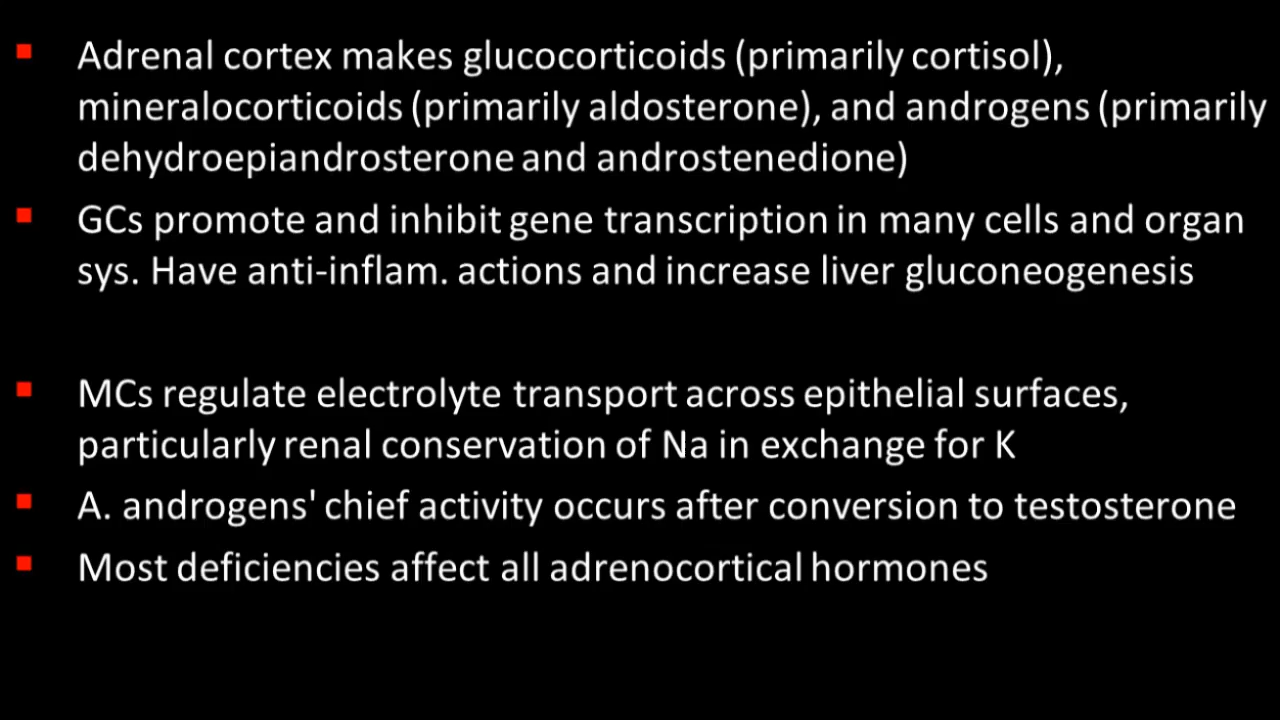 Adrenal cortex makes glucocorticoids (primarily cortisol),
mineralocorticoids (primarily aldosterone), and androgens (primarily
dehydroepiandrosterone and androstenedione)
GCs promote and inhibit gene transcription in many cells and organ
sys. Have anti-inflam. actions and increase liver gluconeogenesis
MCs regulate electrolyte transport across epithelial surfaces,
particularly renal conservation of Na in exchange for K
A. androgens' chief activity occurs after conversion to testosterone
Most deficiencies affect all adrenocortical hormones